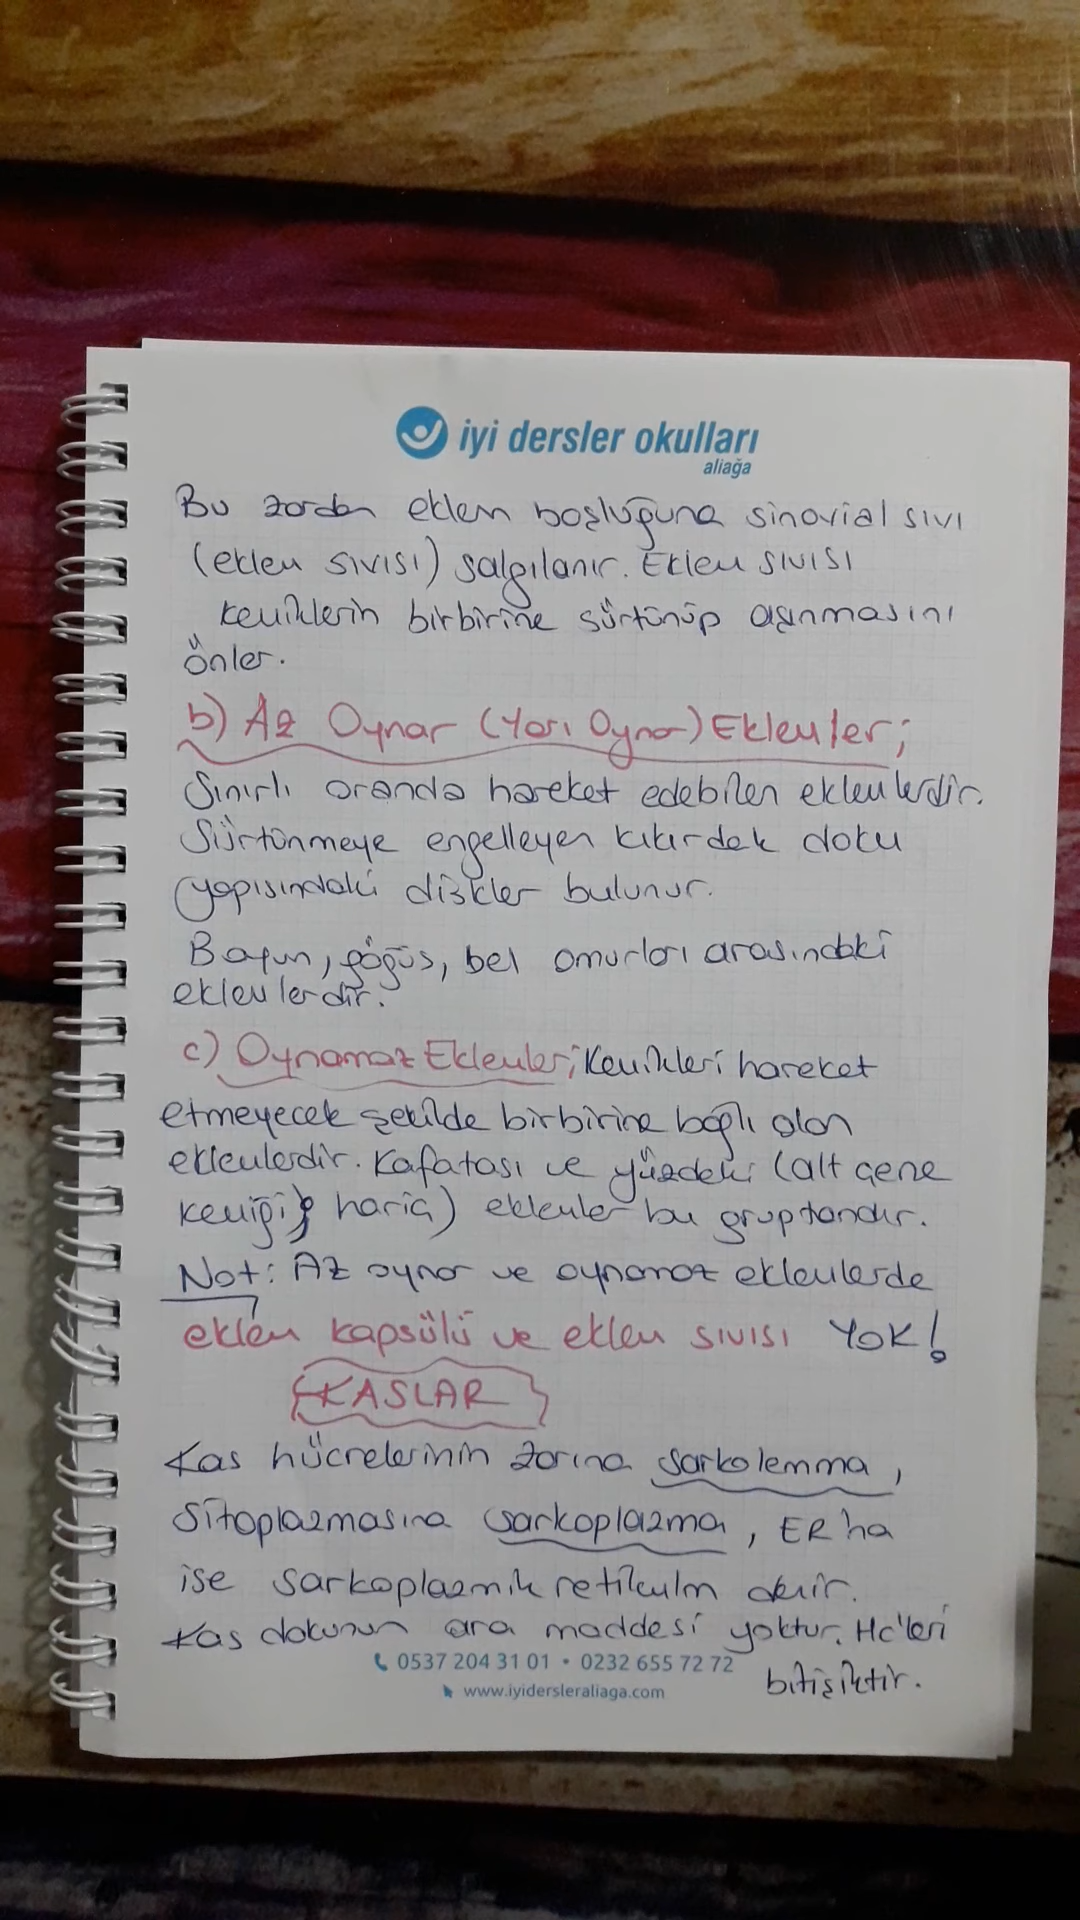 iyi dersler okulları
aliağa
Bu zardan eklem boşluğuna sinovial sıvı
(eklem sıvısı) salgılanır. Eklem sıvısı
kemiklerin birbirine sürtünüp aşınmasını
önler.
b) Az Oynar (Yarı Oynar) Eklemler;
Sınırlı oranda hareket edebilen eklemlerdir.
Sürtünmeye engelleyen kıkırdak doku
yapısındaki diskler bulunur.
Boyun, göğüs, bel omurları arasındaki
eklemlerdir.
c) Oynamaz Eklemler; Kemikleri hareket
etmeyecek şekilde birbirine bağlı olan
eklemlerdir. Kafatası ve yüzdeki (alt çene
kemiği hariç) eklemler bu gruptandır.
Not: Az oynar ve oynamaz eklemlerde
eklem kapsülü ve eklem sıvısı YOK!
KASLAR
Kas hücrelerinin zarına sarkolemma,
Sitoplazmasına sarkoplazma, ER'na
ise sarkoplazmik retikulm denir.
Kas dokunun ara maddesi yoktur. Hc'leri
bitişiktir.
0537 204 31 01 • 0232 655 72 72
www.iyidersleraliaga.com